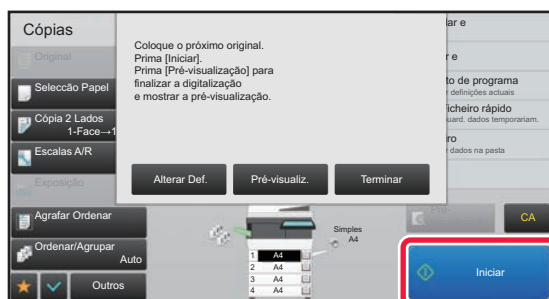 Cópias
Original
Selecção Papel
Cópia 2 Lados
1-Face→1
Escalas A/R
Exposição
Agrafar Ordenar
Ordenar/Agrupar
Auto
Outros
Coloque o próximo original.
Prima [Iniciar].
Prima [Pré-visualização] para
finalizar a digitalização
e mostrar a pré-visualização.
Alterar Def.
Pré-visualiz.
Terminar
Simples
A4
1 A4
2 A4
3 A4
4 A4
lar e
r e
to de programa
r definições actuais
icheiro rápido
uard. dados temporariam.
ro
r dados na pasta
CA
Iniciar